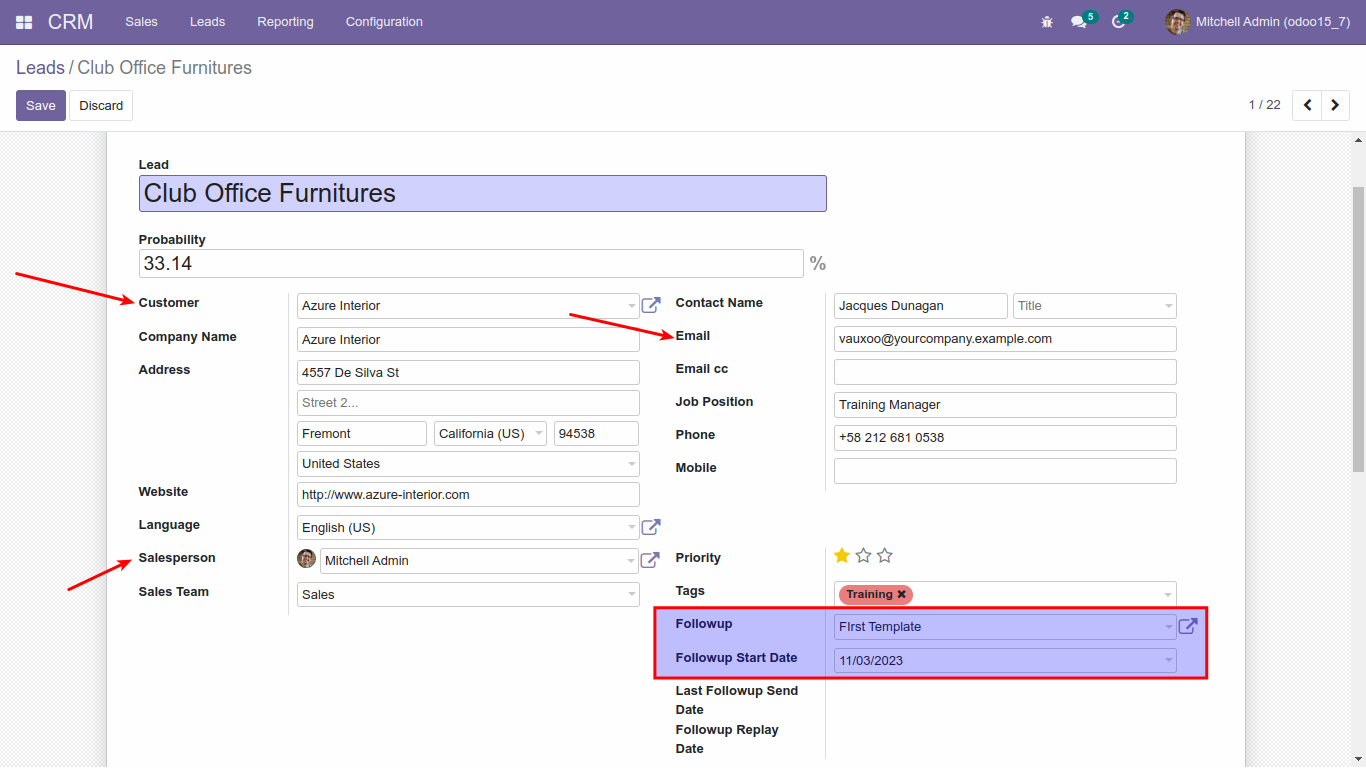 CRM Sales Leads Reporting Configuration 5 2 Mitchell Admin (odoo15_7)
Leads / Club Office Furnitures
Save Discard 1 / 22
Lead
Club Office Furnitures
Probability
33.14 %
Customer Azure Interior
Company Name Azure Interior
Address 4557 De Silva St
Street 2...
Fremont California (US) 94538
United States
Website http://www.azure-interior.com
Language English (US)
Salesperson Mitchell Admin
Sales Team Sales
Contact Name Jacques Dunagan Title
Email vauxoo@yourcompany.example.com
Email cc
Job Position Training Manager
Phone +58 212 681 0538
Mobile
Priority
Tags Training ✖
Followup FIrst Template
Followup Start Date 11/03/2023
Last Followup Send
Date
Followup Replay
Date